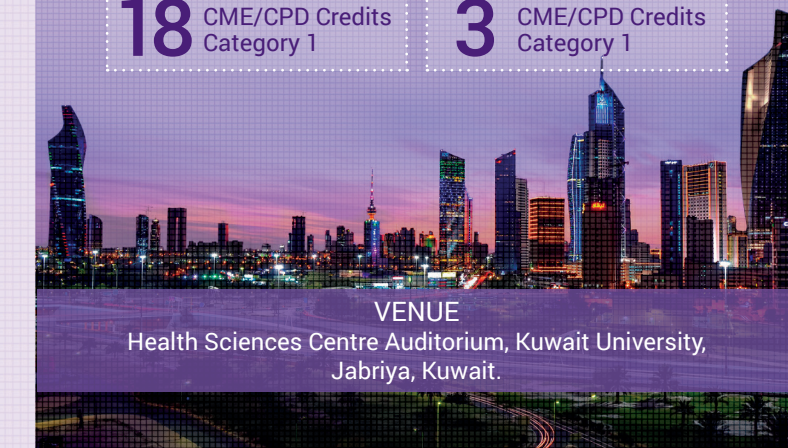 18 CME/CPD Credits
Category 1
3 CME/CPD Credits
Category 1
VENUE
Health Sciences Centre Auditorium, Kuwait University,
Jabriya, Kuwait.